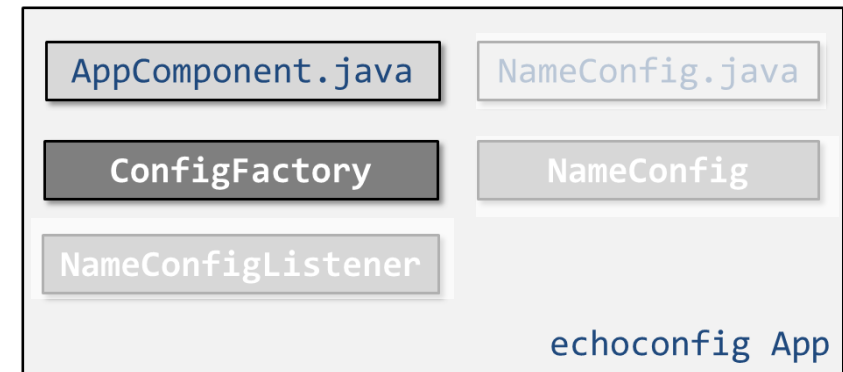 AppComponent.java
NameConfig.java
ConfigFactory
NameConfig
NameConfigListener
echoconfig App